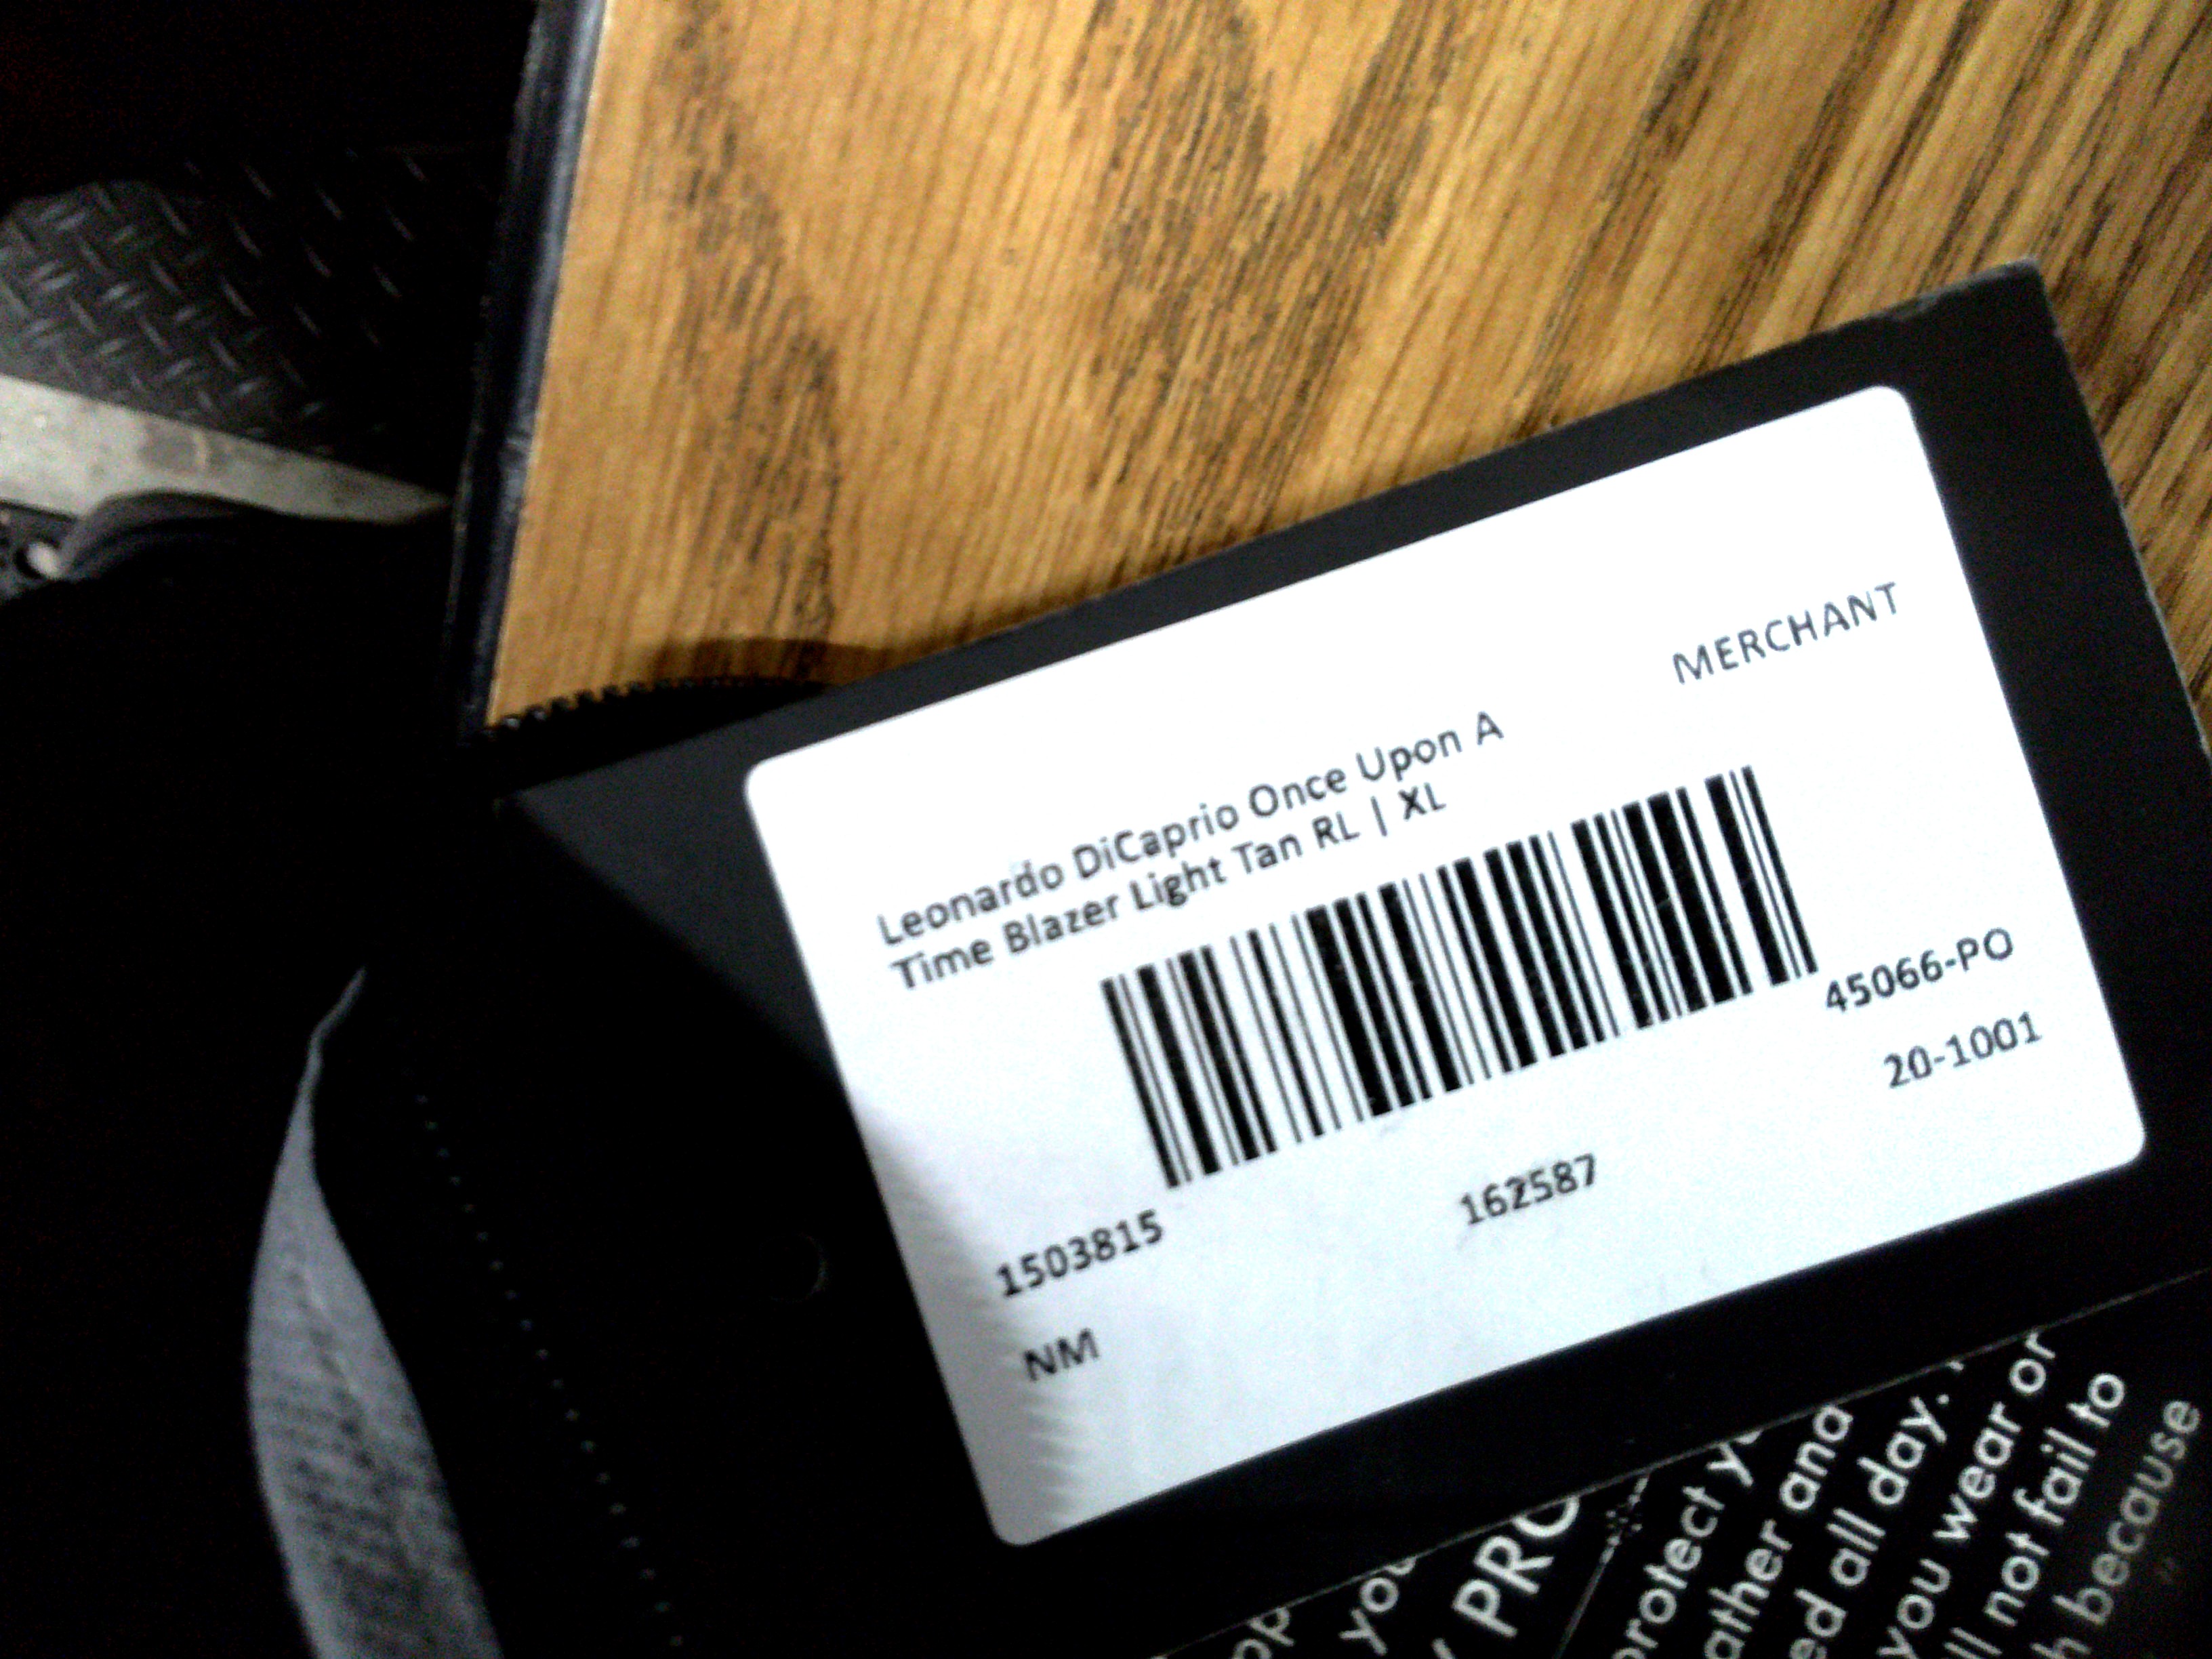 MERCHANT
Leonardo DiCaprio Once Upon A
Time Blazer Light Tan RL | XL
45066-PO
20-1001
1503815
162587
NM
you
PRO
protect
and
ed all day.
you wear or
ll not fail to
because